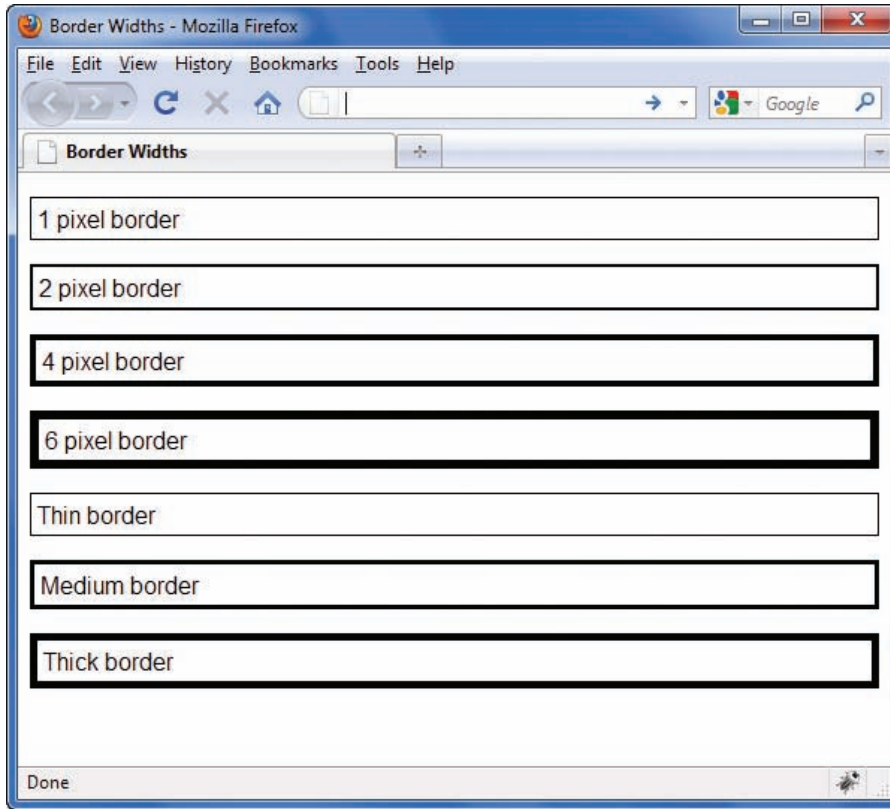 Border Widths - Mozilla Firefox
File Edit View History Bookmarks Tools Help
Google
Border Widths
1 pixel border
2 pixel border
4 pixel border
6 pixel border
Thin border
Medium border
Thick border
Done